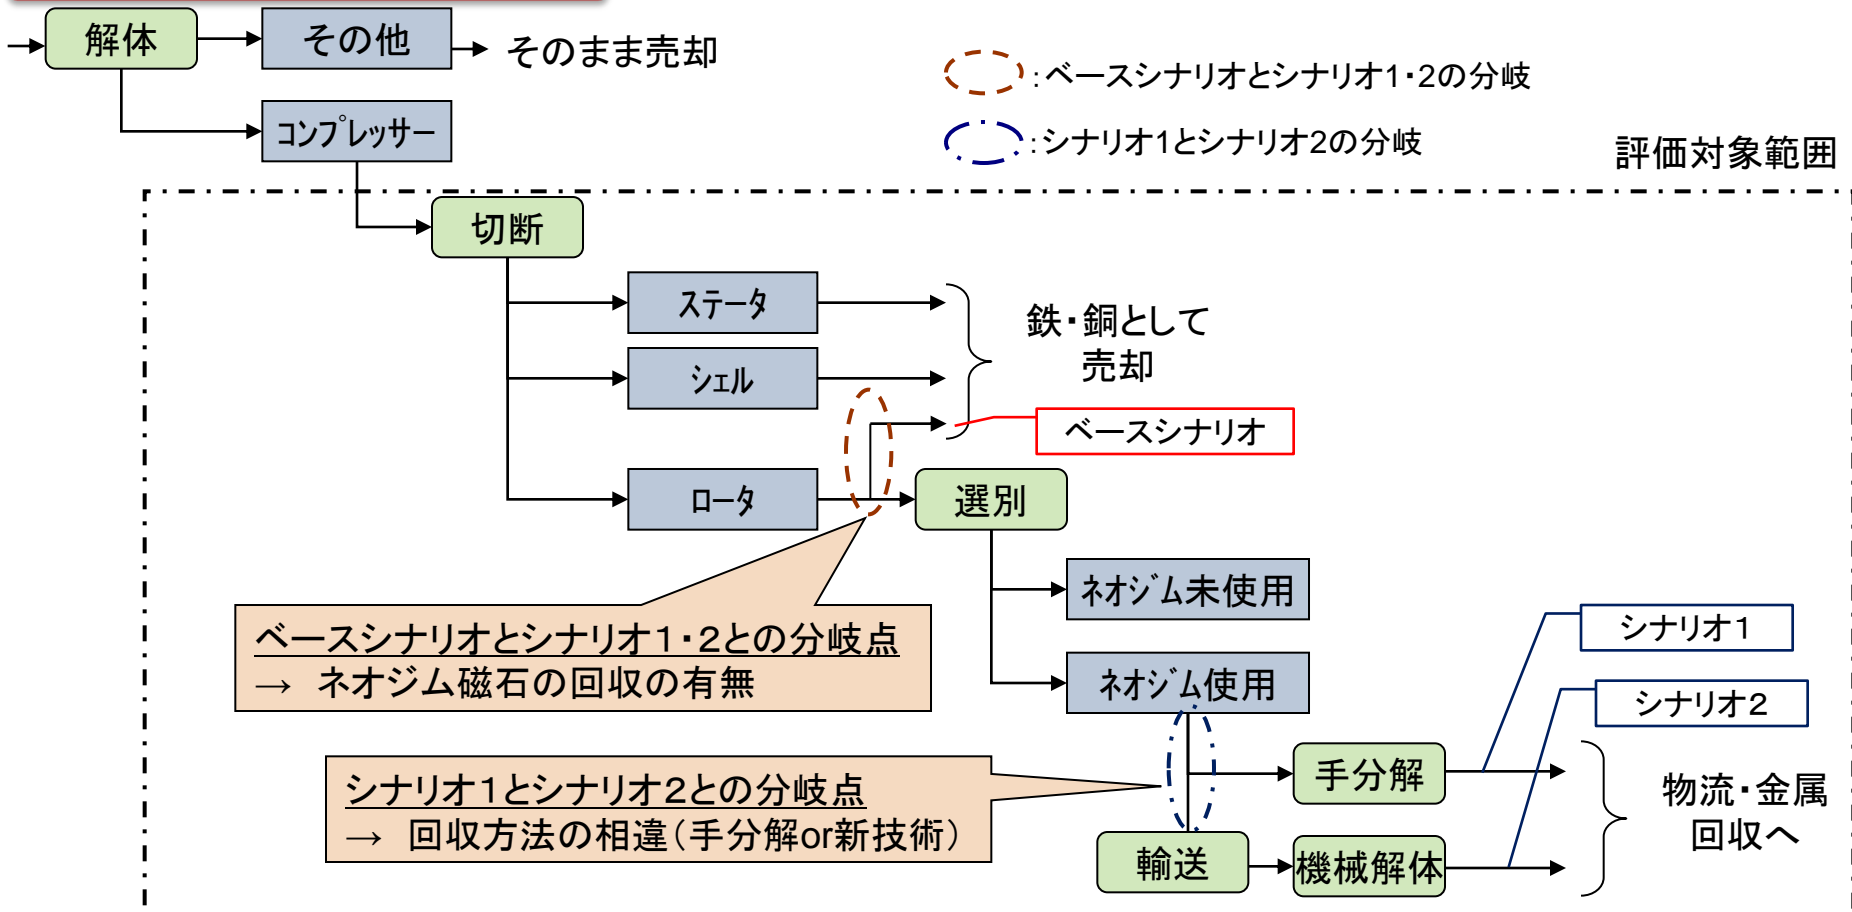 解体
その他
そのまま売却
コンプレッサー
:ベースシナリオとシナリオ1・2の分岐
:シナリオ1とシナリオ2の分岐
評価対象範囲
切断
ステータ
シェル
ロータ
鉄・銅として
売却
ベースシナリオ
選別
ネオジム未使用
ネオジム使用
ベースシナリオとシナリオ1・2との分岐点
→ ネオジム磁石の回収の有無
シナリオ1
シナリオ2
シナリオ1とシナリオ2との分岐点
→ 回収方法の相違(手分解or新技術)
手分解
輸送
機械解体
物流・金属
回収へ